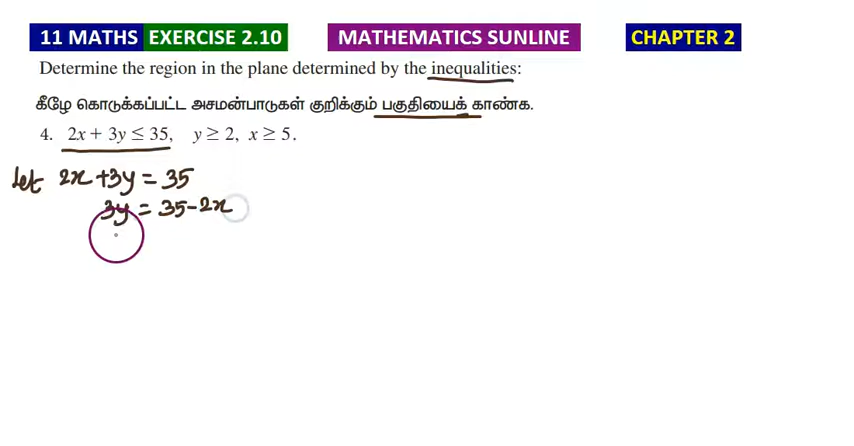 11 MATHS EXERCISE 2.10 MATHEMATICS SUNLINE CHAPTER 2
Determine the region in the plane determined by the inequalities:
கீழே கொடுக்கப்பட்ட அசமன்பாடுகள் குறிக்கும் பகுதியைக் காண்க.
4. 2x + 3y ≤ 35, y ≥ 2, x ≥ 5.
let 2x +3y = 35
3y = 35-2x